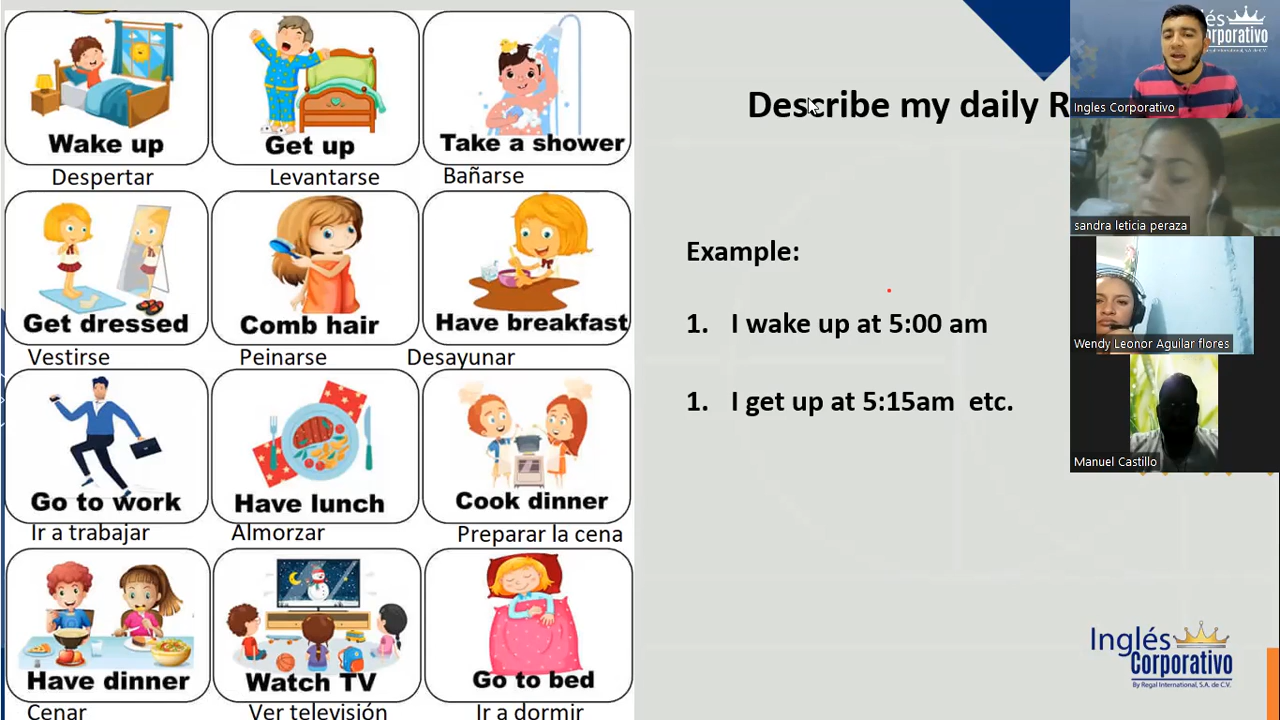 Wake up
Get up
Take a shower
Despertar
Levantarse
Bañarse
Get dressed
Comb hair
Have breakfast
Vestirse
Peinarse
Desayunar
Go to work
Have lunch
Cook dinner
Ir a trabajar
Almorzar
Preparar la cena
Have dinner
Watch TV
Go to bed
Cenar
Ver televisión
Ir a dormir
Describe my daily R
Example:
1. I wake up at 5:00 am
1. I get up at 5:15am etc.
Inglés
Corporativo
By Regal International, S.A. de C.V.
Ingles Corporativo
sandra leticia peraza
Wendy Leonor Aguilar flores
Manuel Castillo